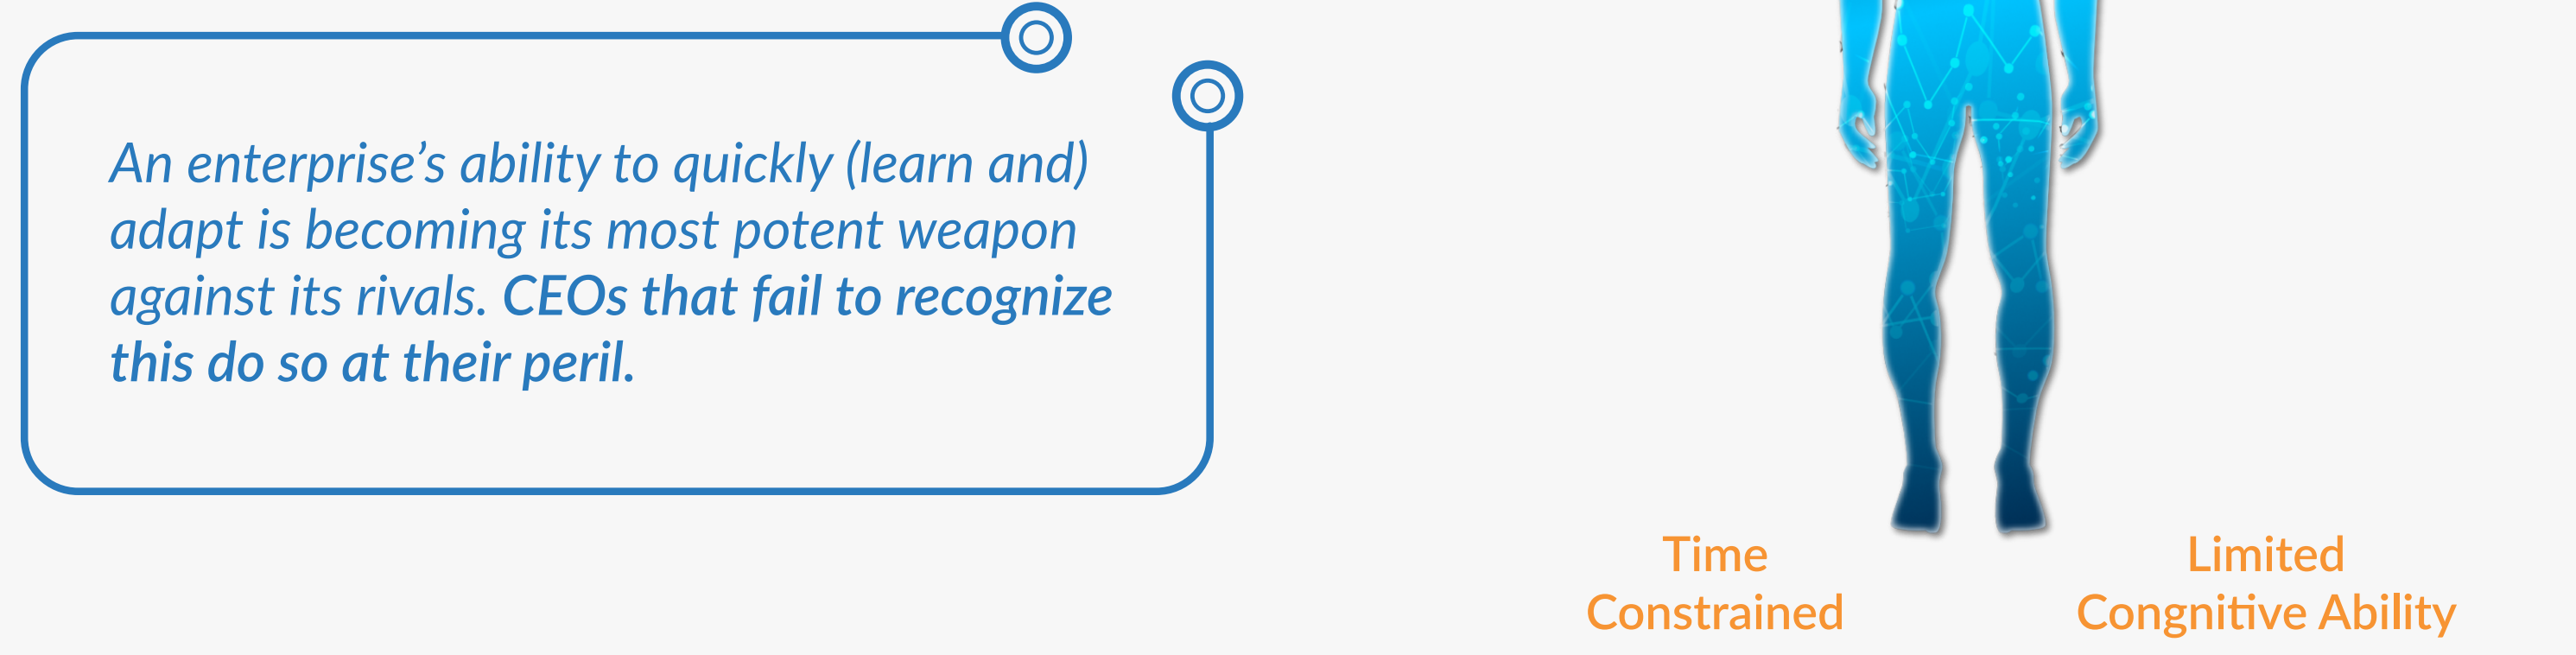 An enterprise’s ability to quickly (learn and)
adapt is becoming its most potent weapon
against its rivals. CEOs that fail to recognize
this do so at their peril.
Time
Constrained
Limited
Congnitive Ability